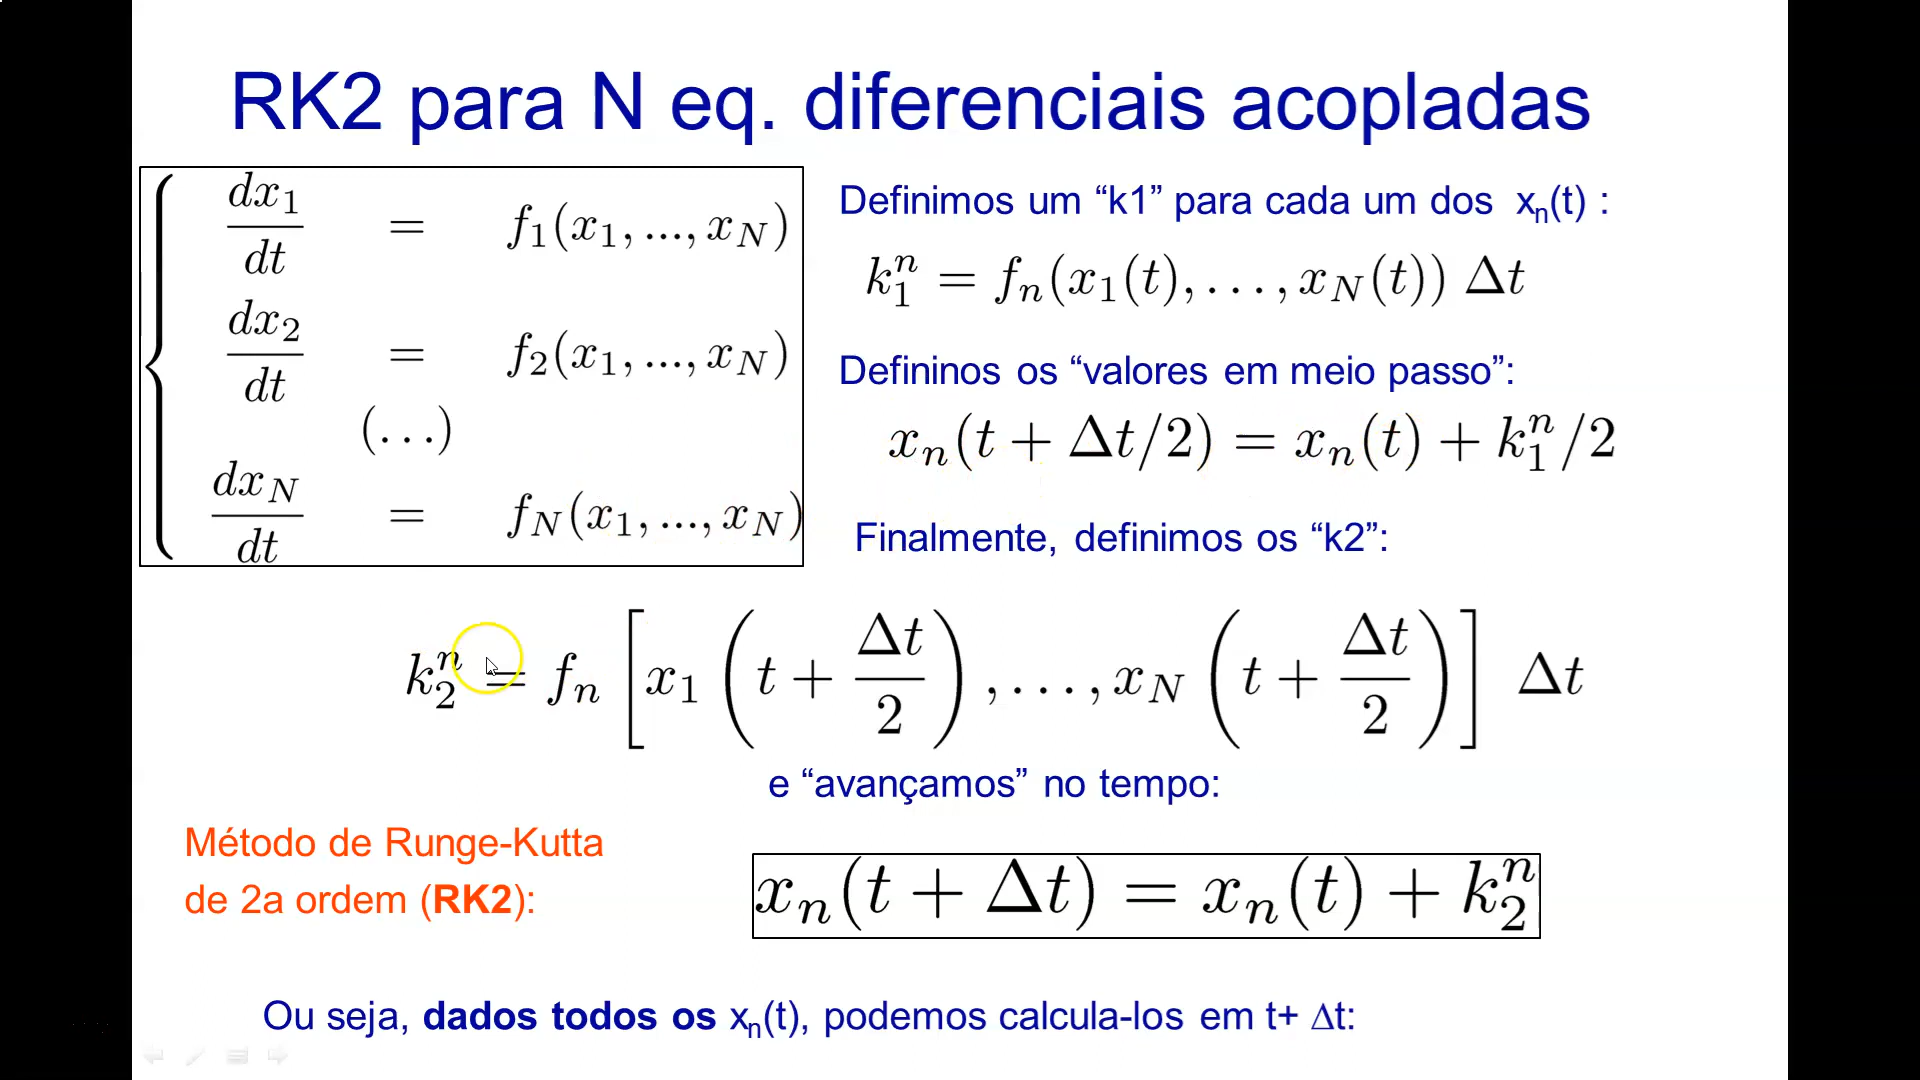 RK2 para N eq. diferenciais acopladas
dx₁/dt = f₁(x₁,...,x_N)
dx₂/dt = f₂(x₁,...,x_N)
(...)
dx_N/dt = f_N(x₁,...,x_N)
Definimos um “k1” para cada um dos xₙ(t) :
k₁ⁿ = fₙ(x₁(t),...,x_N(t)) Δt
Defininos os “valores em meio passo”:
xₙ(t + Δt/2) = xₙ(t) + k₁ⁿ/2
Finalmente, definimos os “k2”:
k₂ⁿ = fₙ [x₁ (t + Δt/2),...,x_N (t + Δt/2)] Δt
e “avançamos” no tempo:
Método de Runge-Kutta
de 2a ordem (RK2):
xₙ(t + Δt) = xₙ(t) + k₂ⁿ
Ou seja, dados todos os xₙ(t), podemos calcula-los em t+ Δt: